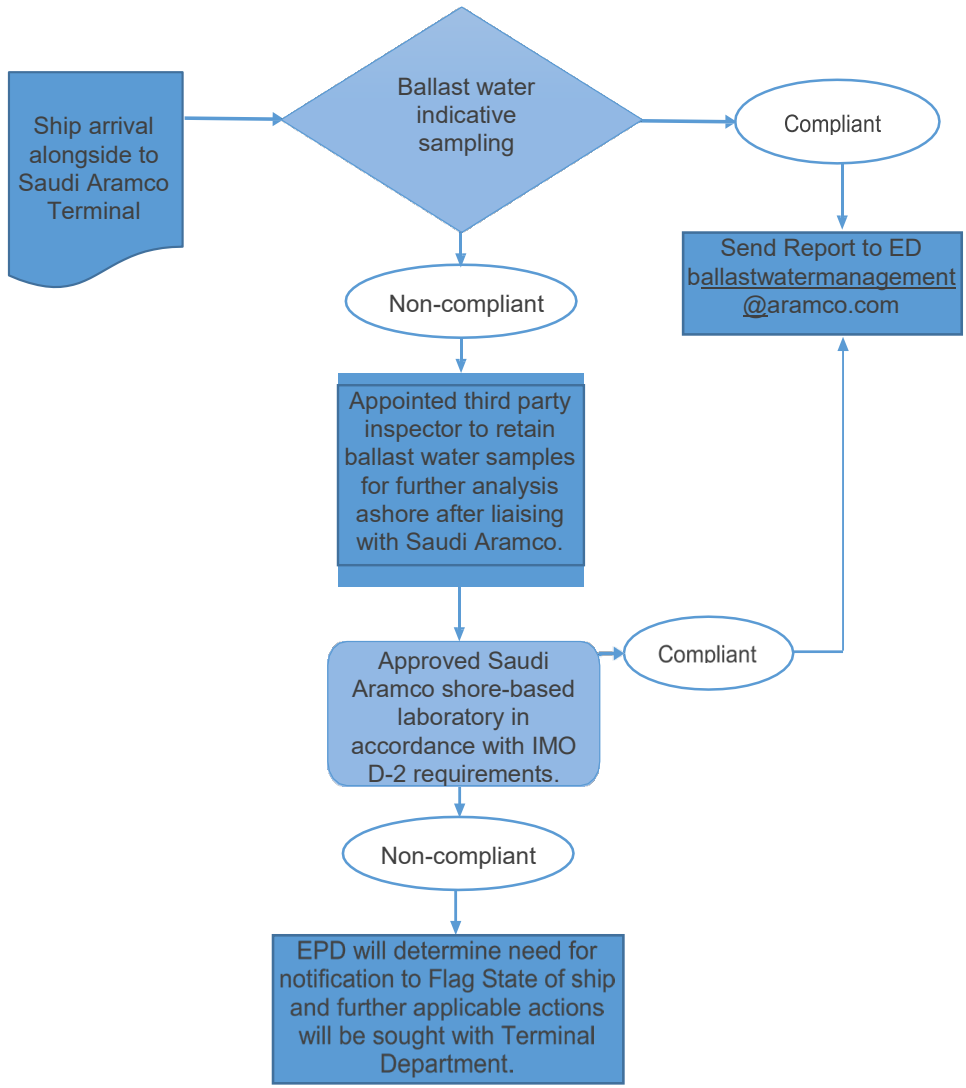 Ship arrival
alongside to
Saudi Aramco
Terminal
Ballast water
indicative
sampling
Compliant
Send Report to ED
ballastwatermanagement
@aramco.com
Non-compliant
Appointed third party
inspector to retain
ballast water samples
for further analysis
ashore after liaising
with Saudi Aramco.
Approved Saudi
Aramco shore-based
laboratory in
accordance with IMO
D-2 requirements.
Compliant
Non-compliant
EPD will determine need for
notification to Flag State of ship
and further applicable actions
will be sought with Terminal
Department.